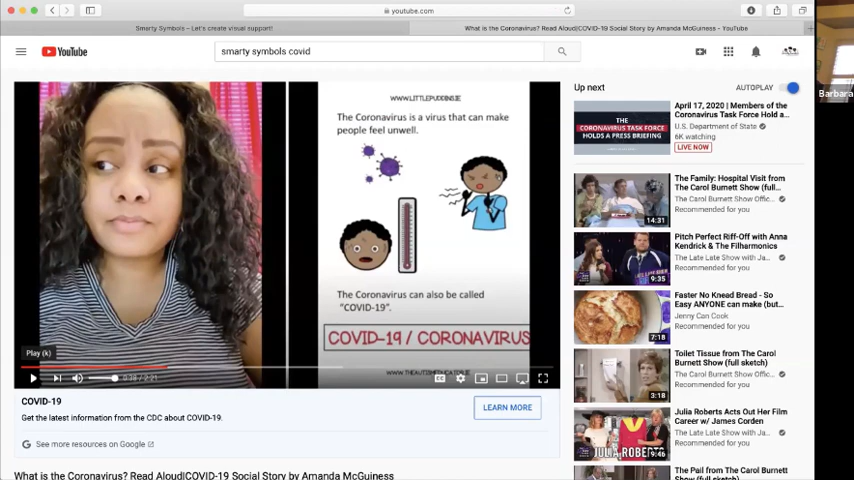 youtube.com
Smarty Symbols – Let's create visual support!
What is the Coronavirus? Read Aloud|COVID-19 Social Story by Amanda McGuiness - YouTube
YouTube
smarty symbols covid
WWW.LITTLEPUDDINS.IE
The Coronavirus is a virus that can make
people feel unwell.
The Coronavirus can also be called
"COVID-19".
COVID-19 / CORONAVIRUS
Play (k)
COVID-19
Get the latest information from the CDC about COVID-19.
LEARN MORE
See more resources on Google
What is the Coronavirus? Read Aloud|COVID-19 Social Story by Amanda McGuiness
Up next
AUTOPLAY
THE
CORONAVIRUS TASK FORCE
HOLDS A PRESS BRIEFING
April 17, 2020 | Members of the
Coronavirus Task Force Hold a...
U.S. Department of State
6K watching
LIVE NOW
14:31
The Family: Hospital Visit from
The Carol Burnett Show (full...
The Carol Burnett Show Offic...
Recommended for you
9:35
Pitch Perfect Riff-Off with Anna
Kendrick & The Filharmonics
The Late Late Show with Ja...
Recommended for you
7:18
Faster No Knead Bread - So
Easy ANYONE can make (but...
Jenny Can Cook
Recommended for you
3:18
Toilet Tissue from The Carol
Burnett Show (full sketch)
The Carol Burnett Show Offic...
Recommended for you
JULIA ROBERTS
9:46
Julia Roberts Acts Out Her Film
Career w/ James Corden
The Late Late Show with Ja...
Recommended for you
The Pail from The Carol Burnett
Show (full sketch)
Barbara